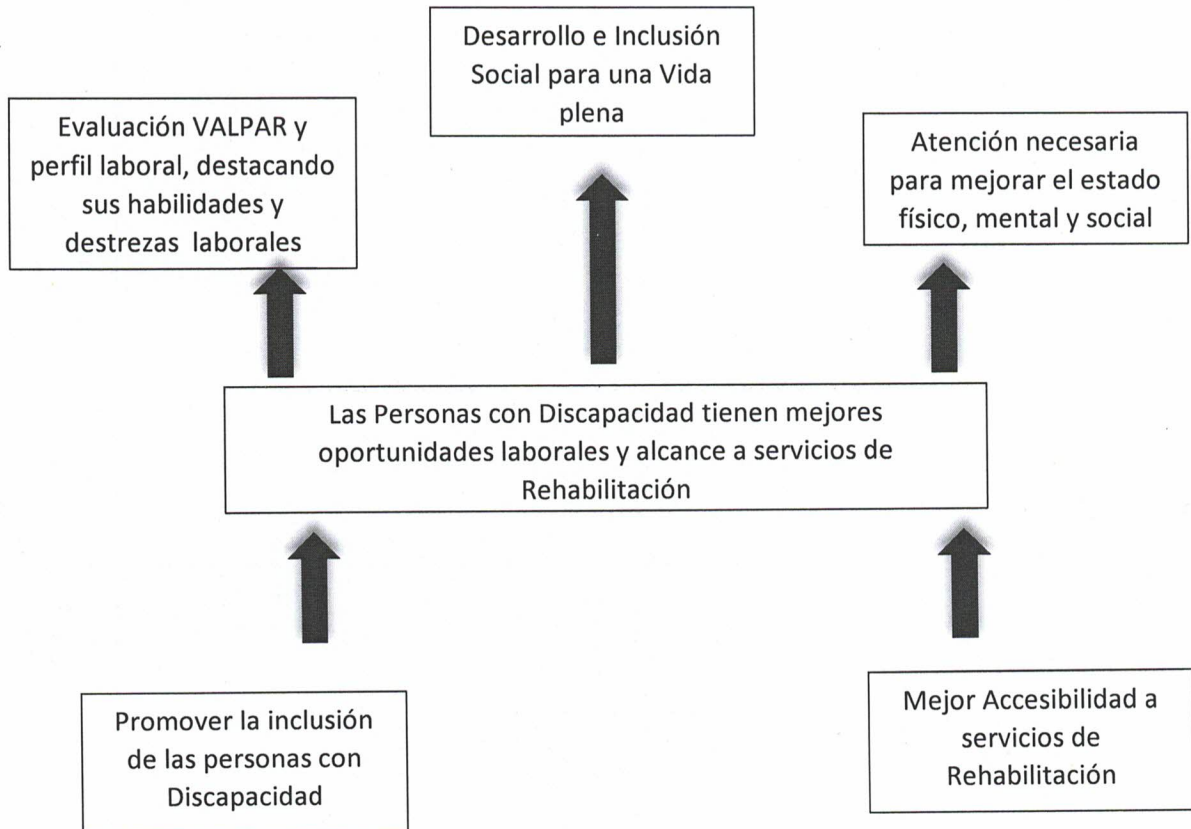 Desarrollo e Inclusión
Social para una Vida
plena
Evaluación VALPAR y
perfil laboral, destacando
sus habilidades y
destrezas laborales
Atención necesaria
para mejorar el estado
físico, mental y social
Las Personas con Discapacidad tienen mejores
oportunidades laborales y alcance a servicios de
Rehabilitación
Promover la inclusión
de las personas con
Discapacidad
Mejor Accesibilidad a
servicios de
Rehabilitación